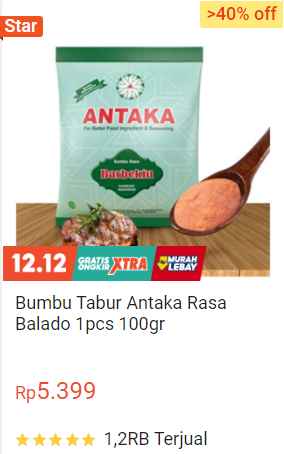 >40% off
Star
ANTAKA
For Better Food Ingredient & Seasoning
Bumbu Rasa
Barbekiu
12.12
GRATIS
ONGKIR XTRA
MURAH
LEBAY
Bumbu Tabur Antaka Rasa
Balado 1pcs 100gr
Rp5.399
1,2RB Terjual